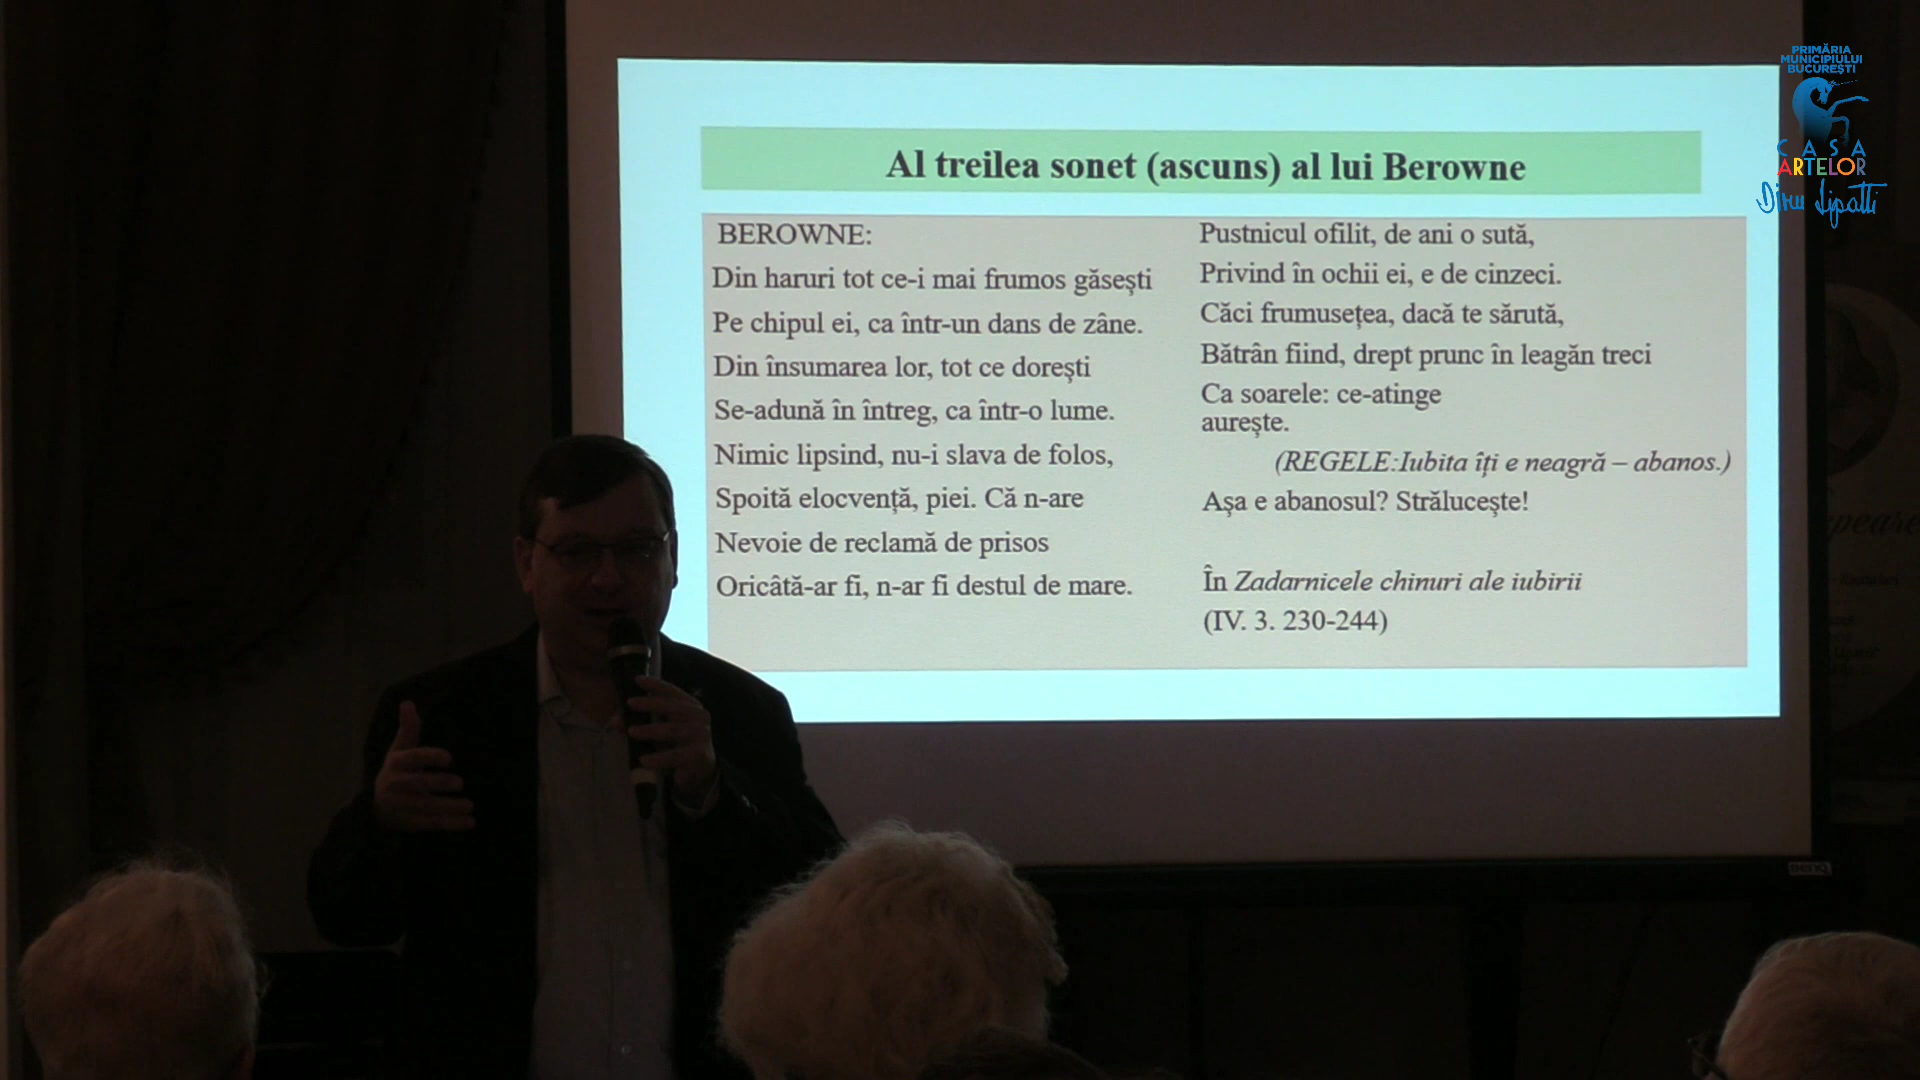 PRIMĂRIA
MUNICIPIULUI
BUCUREȘTI
CASA
ARTELOR
Dinu Lipatti
Al treilea sonet (ascuns) al lui Berowne
BEROWNE:
Din haruri tot ce-i mai frumos găsești
Pe chipul ei, ca într-un dans de zâne.
Din însumarea lor, tot ce dorești
Se-adună în întreg, ca într-o lume.
Nimic lipsind, nu-i slava de folos,
Spoită elocvență, piei. Că n-are
Nevoie de reclamă de prisos
Oricâtă-ar fi, n-ar fi destul de mare.
Pustnicul ofilit, de ani o sută,
Privind în ochii ei, e de cinzeci.
Căci frumusețea, dacă te sărută,
Bătrân fiind, drept prunc în leagăn treci
Ca soarele: ce-atinge
aurește.
(REGELE:Iubita îți e neagră – abanos.)
Așa e abanosul? Strălucește!
În Zadarnicele chinuri ale iubirii
(IV. 3. 230-244)
BenQ